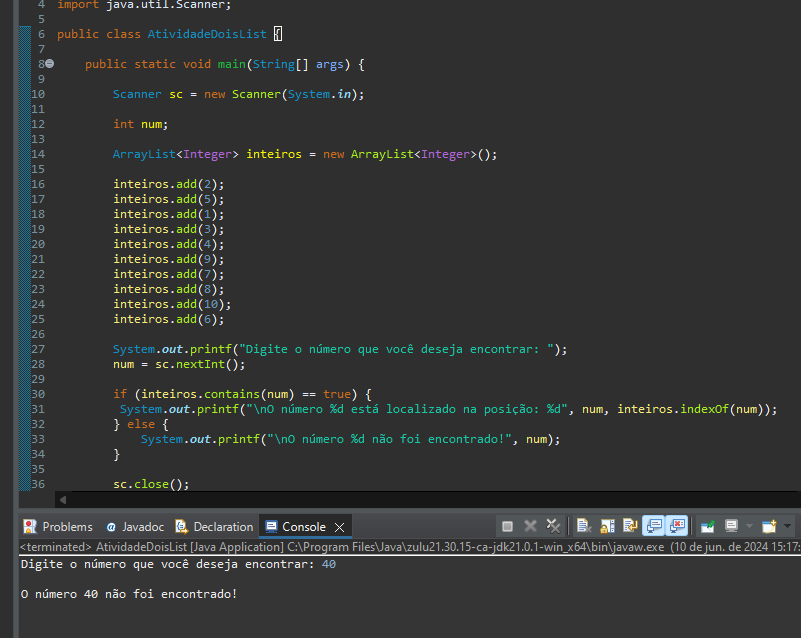 4 import java.util.Scanner;
5
6 public class AtividadeDoisList {
7
8 public static void main(String[] args) {
9
10 Scanner sc = new Scanner(System.in);
11
12 int num;
13
14 ArrayList<Integer> inteiros = new ArrayList<Integer>();
15
16 inteiros.add(2);
17 inteiros.add(5);
18 inteiros.add(1);
19 inteiros.add(3);
20 inteiros.add(4);
21 inteiros.add(9);
22 inteiros.add(7);
23 inteiros.add(8);
24 inteiros.add(10);
25 inteiros.add(6);
26
27 System.out.printf("Digite o número que você deseja encontrar: ");
28 num = sc.nextInt();
29
30 if (inteiros.contains(num) == true) {
31 System.out.printf("\nO número %d está localizado na posição: %d", num, inteiros.indexOf(num));
32 } else {
33 System.out.printf("\nO número %d não foi encontrado!", num);
34 }
35
36 sc.close();
Problems Javadoc Declaration Console
<terminated> AtividadeDoisList [Java Application] C:\Program Files\Java\zulu21.30.15-ca-jdk21.0.1-win_x64\bin\javaw.exe (10 de jun. de 2024 15:17:
Digite o número que você deseja encontrar: 40
O número 40 não foi encontrado!